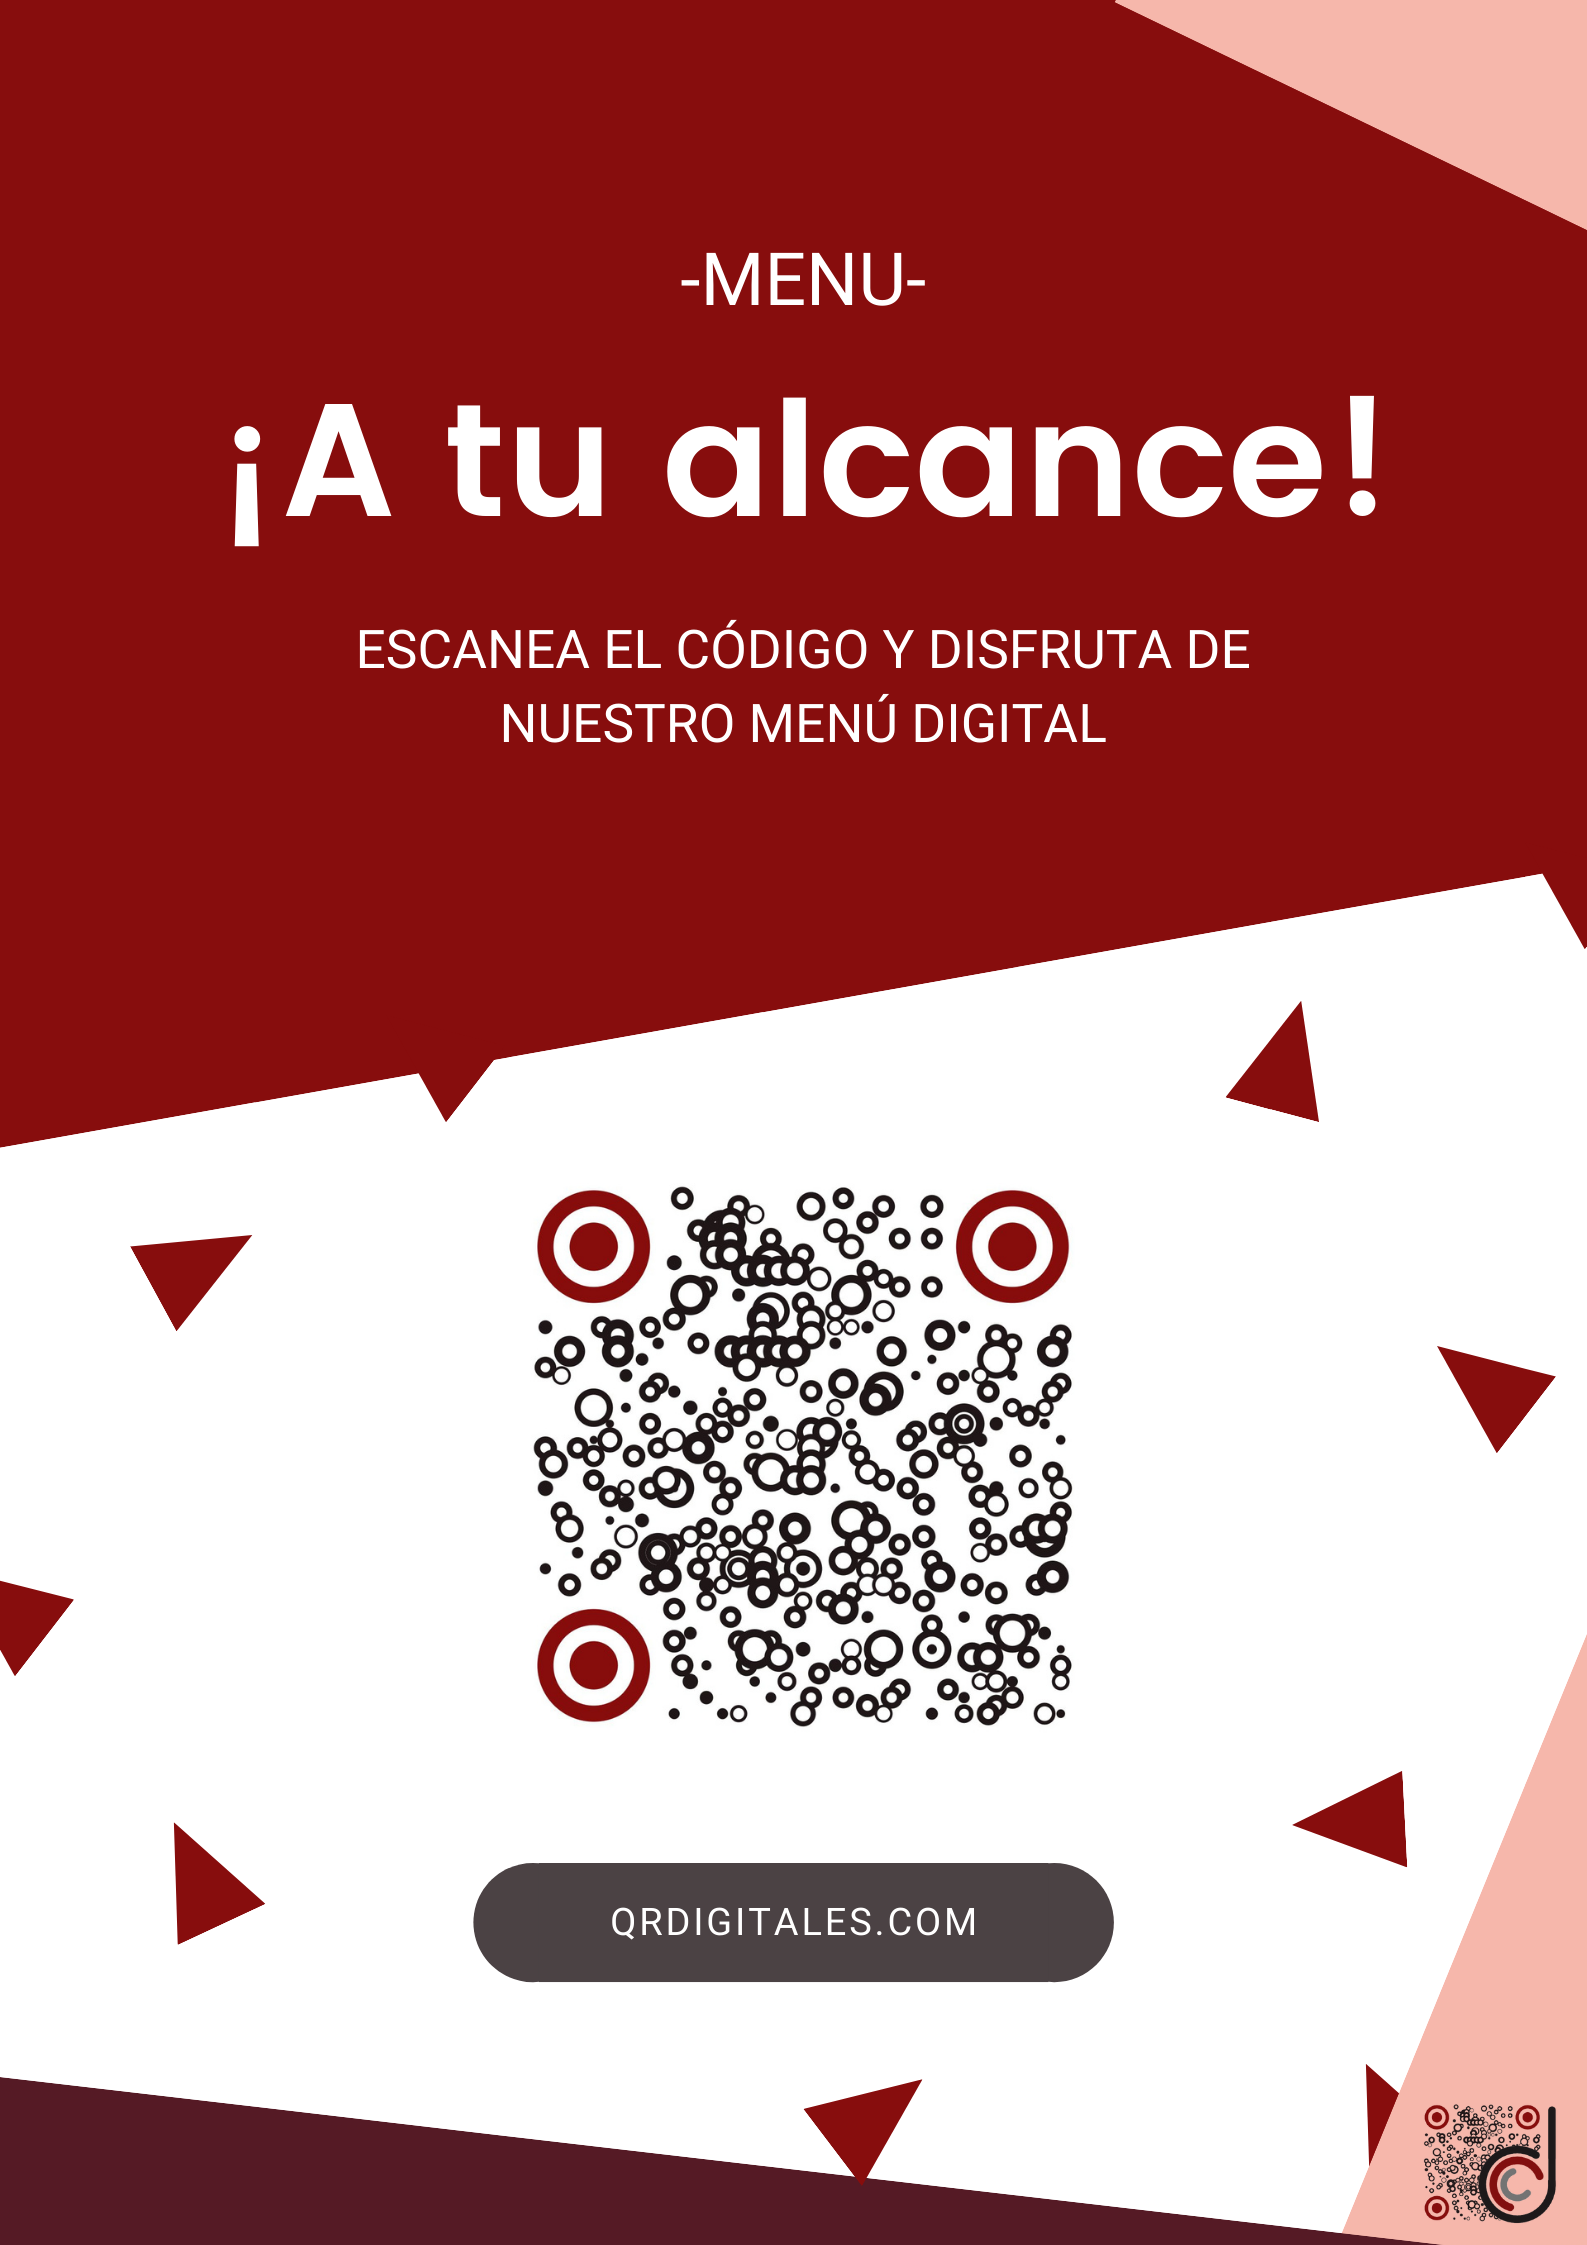 -MENU-
¡A tu alcance!
ESCANEA EL CÓDIGO Y DISFRUTA DE
NUESTRO MENÚ DIGITAL
QRDIGITALES.COM